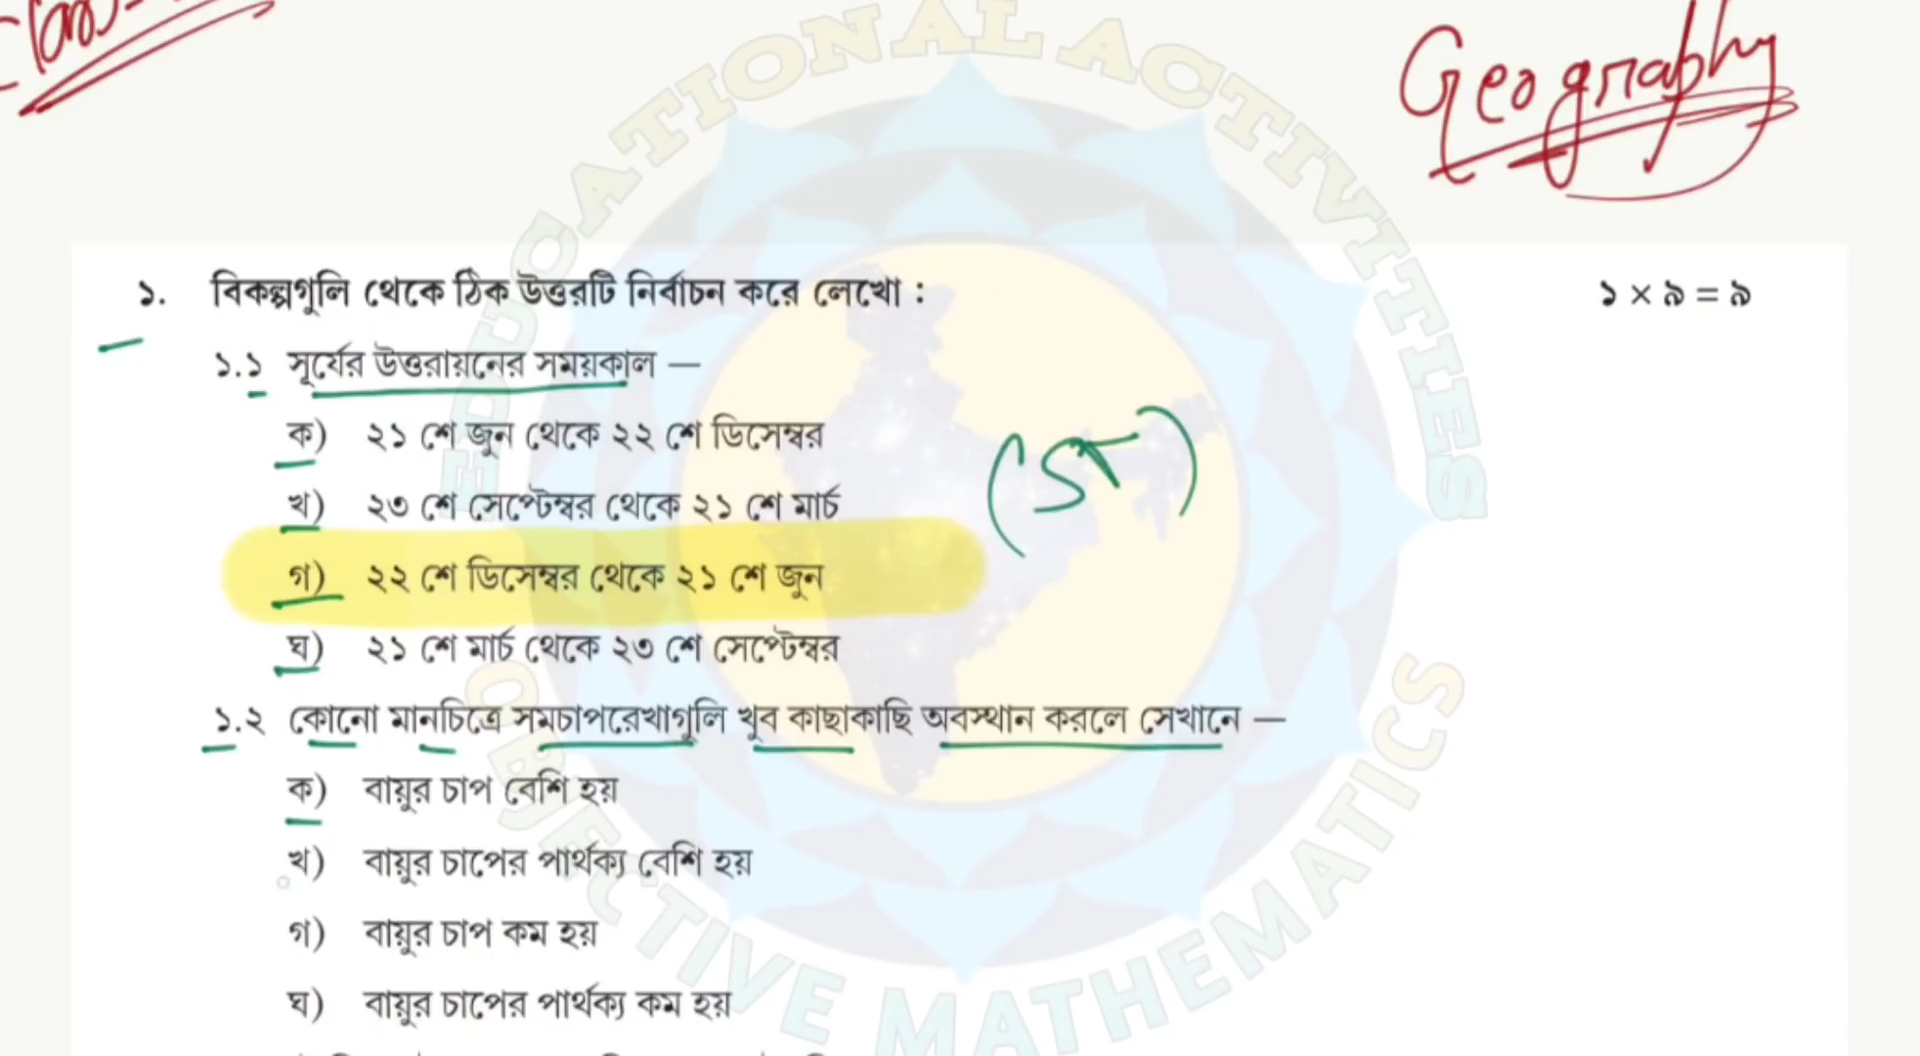 Geography
EDUCATIONAL ACTIVITIES
১. বিকল্পগুলি থেকে ঠিক উত্তরটি নির্বাচন করে লেখো : ১ × ৯ = ৯
১.১ সূর্যের উত্তরায়নের সময়কাল —
ক) ২১ শে জুন থেকে ২২ শে ডিসেম্বর
খ) ২৩ শে সেপ্টেম্বর থেকে ২১ শে মার্চ
গ) ২২ শে ডিসেম্বর থেকে ২১ শে জুন
ঘ) ২১ শে মার্চ থেকে ২৩ শে সেপ্টেম্বর
১.২ কোনো মানচিত্রে সমচাপরেখাগুলি খুব কাছাকাছি অবস্থান করলে সেখানে —
ক) বায়ুর চাপ বেশি হয়
খ) বায়ুর চাপের পার্থক্য বেশি হয়
গ) বায়ুর চাপ কম হয়
ঘ) বায়ুর চাপের পার্থক্য কম হয়
OBJECTIVE MATHEMATICS